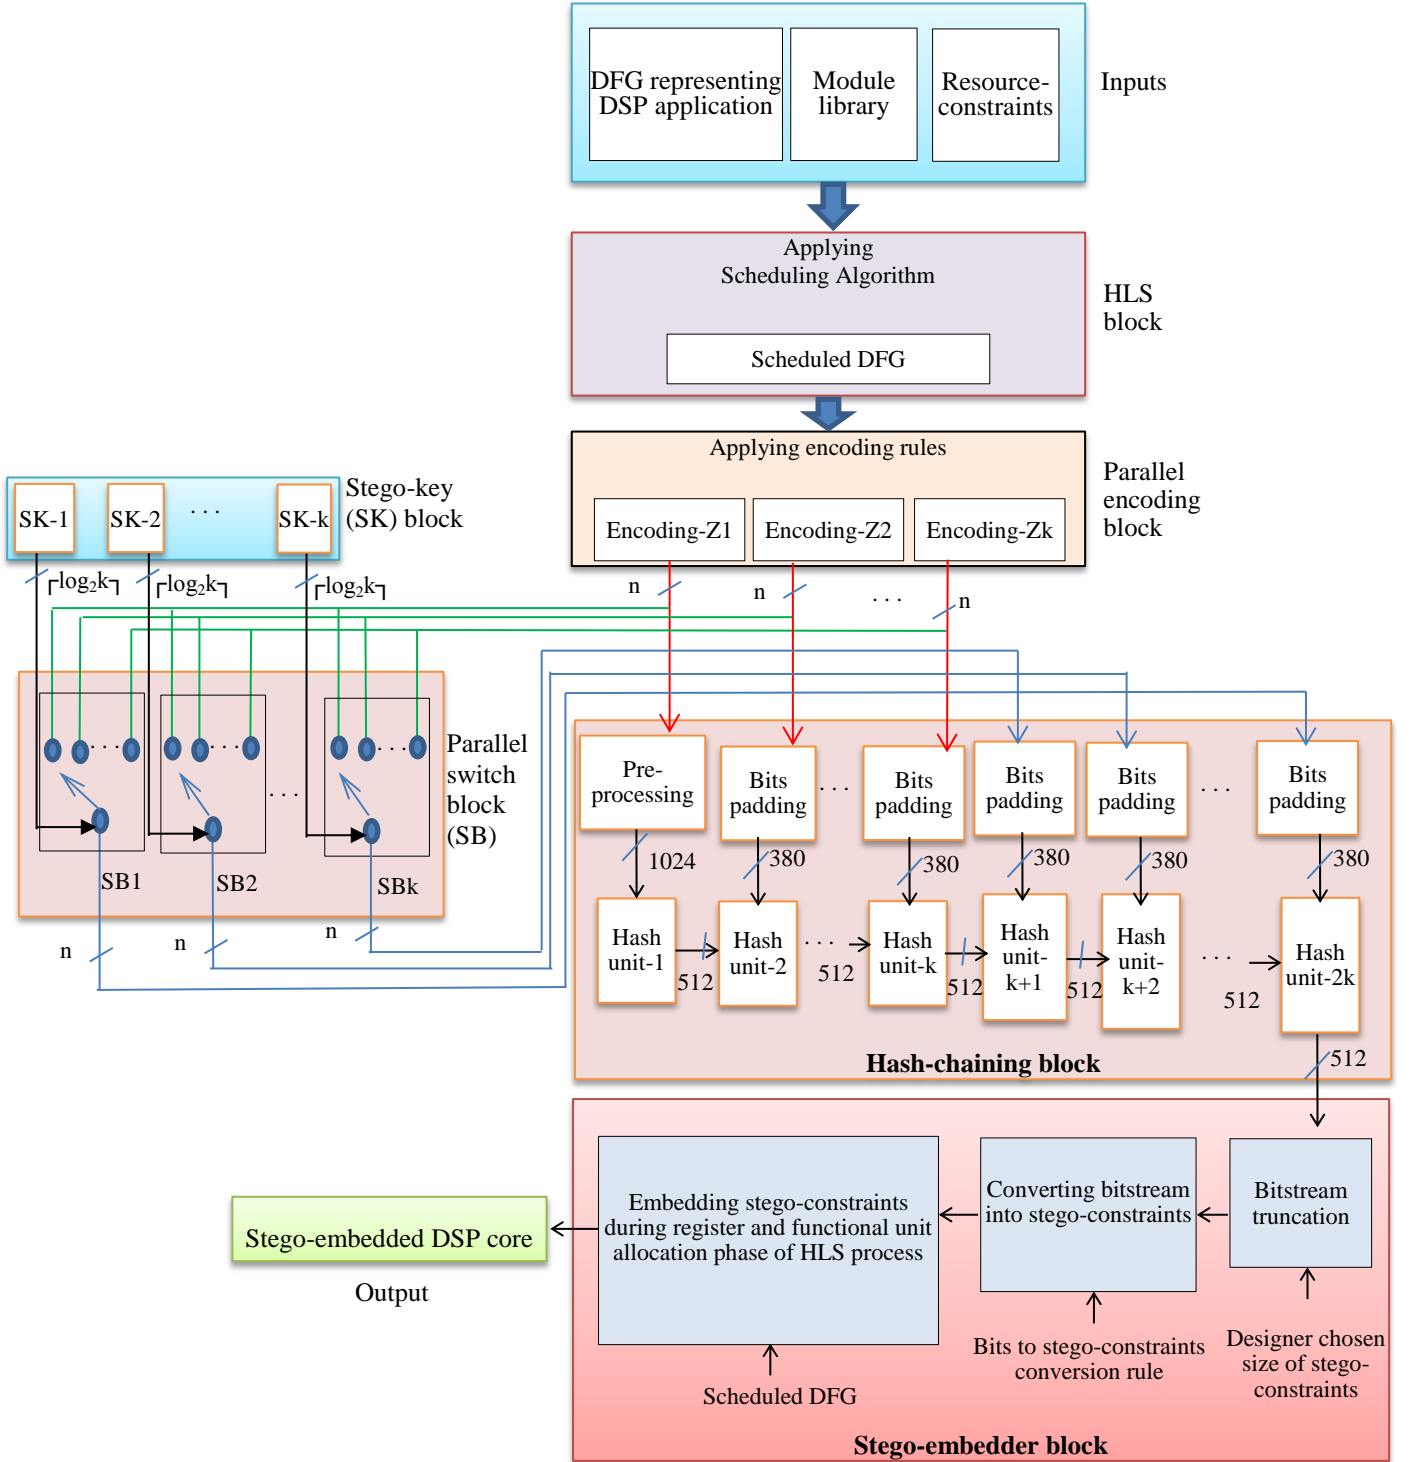 DFG representing
DSP application
Module
library
Resource-
constraints
Inputs
Applying
Scheduling Algorithm
Scheduled DFG
HLS
block
Applying encoding rules
Encoding-Z1
Encoding-Z2
Encoding-Zk
Parallel
encoding
block
SK-1
SK-2
. . .
SK-k
Stego-key
(SK) block
┌log₂k┐
┌log₂k┐
┌log₂k┐
n
n
. . .
n
. . .
. . .
. . .
. . .
SB1
SB2
SBk
Parallel
switch
block
(SB)
n
n
n
Pre-
processing
Bits
padding
. . .
Bits
padding
Bits
padding
Bits
padding
. . .
Bits
padding
1024
380
380
380
380
380
Hash
unit-1
512
Hash
unit-2
. . .
512
Hash
unit-k
512
Hash
unit-
k+1
512
Hash
unit-
k+2
. . .
512
Hash
unit-2k
Hash-chaining block
512
Embedding stego-constraints
during register and functional unit
allocation phase of HLS process
Converting bitstream
into stego-constraints
Bitstream
truncation
Stego-embedded DSP core
Output
Scheduled DFG
Bits to stego-constraints
conversion rule
Designer chosen
size of stego-
constraints
Stego-embedder block